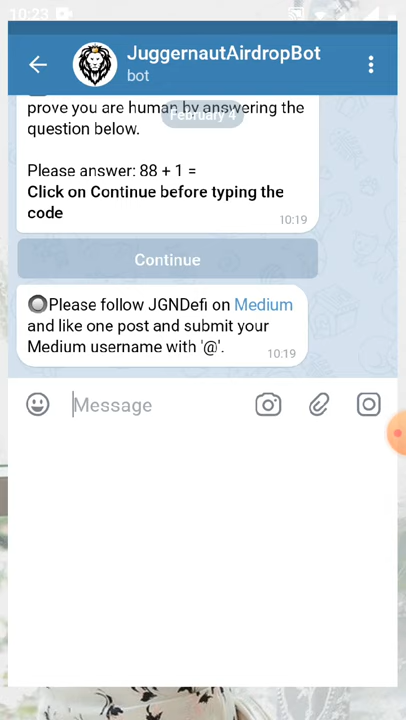 10:23
JuggernautAirdropBot
bot
prove you are human by answering the
February 4
question below.
Please answer: 88 + 1 =
Click on Continue before typing the
code
10:19
Continue
Please follow JGNDefi on Medium
and like one post and submit your
Medium username with '@'.
10:19
Message